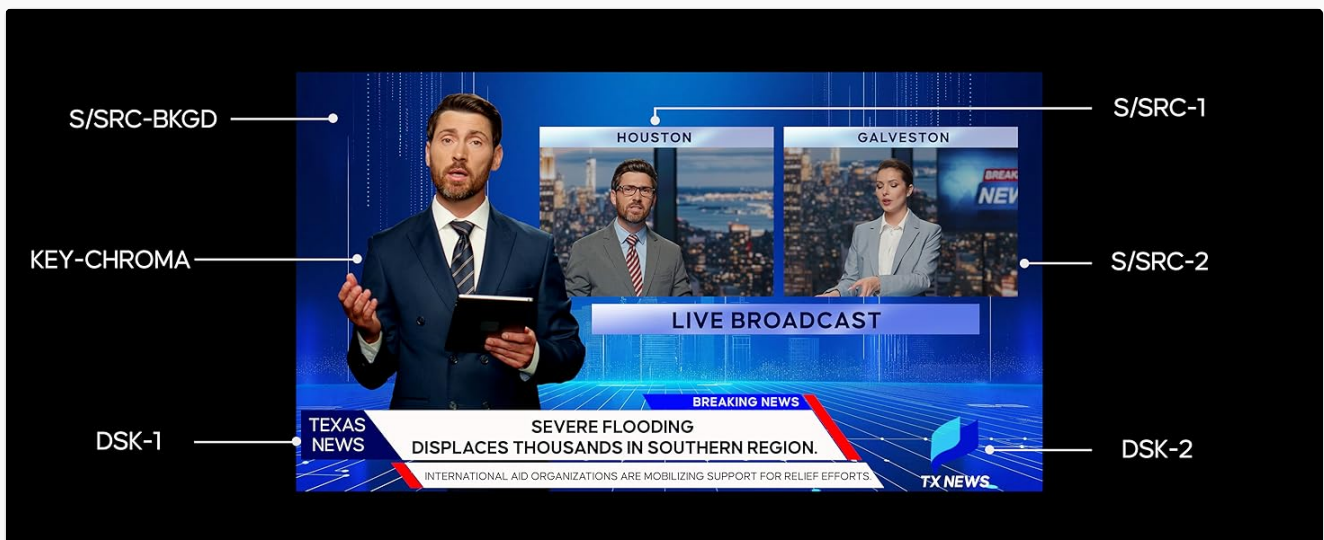 S/SRC-BKGD
S/SRC-1
HOUSTON
GALVESTON
BREAK
NEW
KEY-CHROMA
S/SRC-2
LIVE BROADCAST
BREAKING NEWS
TEXAS
NEWS
SEVERE FLOODING
DISPLACES THOUSANDS IN SOUTHERN REGION.
DSK-1
DSK-2
INTERNATIONAL AID ORGANIZATIONS ARE MOBILIZING SUPPORT FOR RELIEF EFFORTS.
TX NEWS